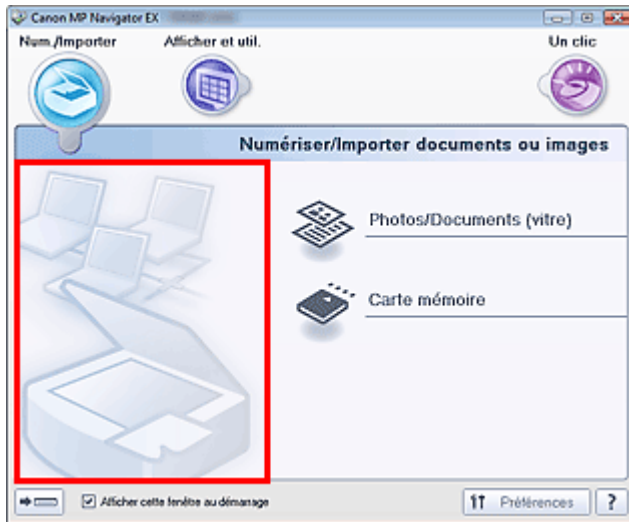 Canon MP Navigator EX
Num./Importer
Afficher et util.
Un clic
Numériser/Importer documents ou images
Photos/Documents (vitre)
Carte mémoire
Afficher cette fenêtre au démarrage
Préférences
?